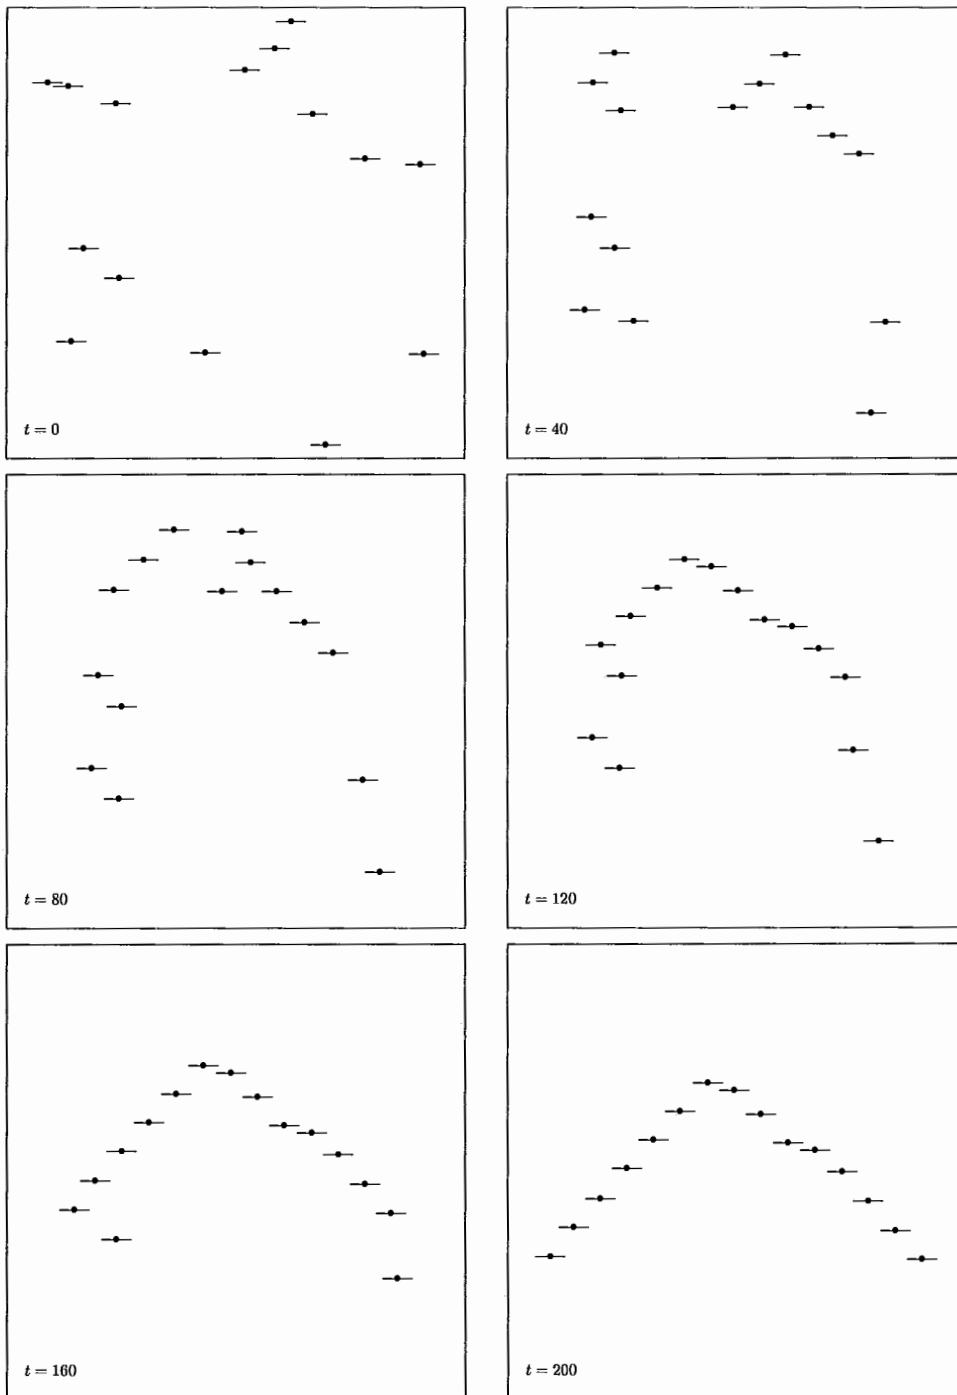 t = 0
t = 40
t = 80
t = 120
t = 160
t = 200